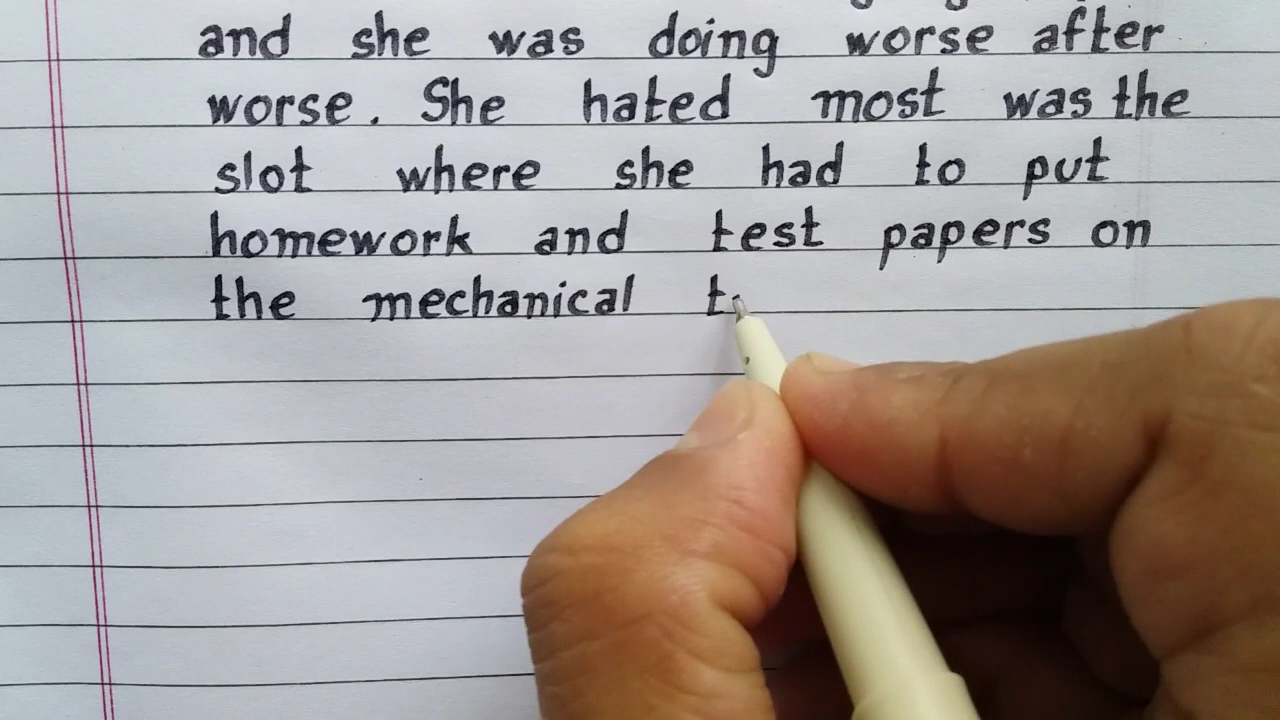 and she was doing worse after
worse. She hated most was the
slot where she had to put
homework and test papers on
the mechanical t